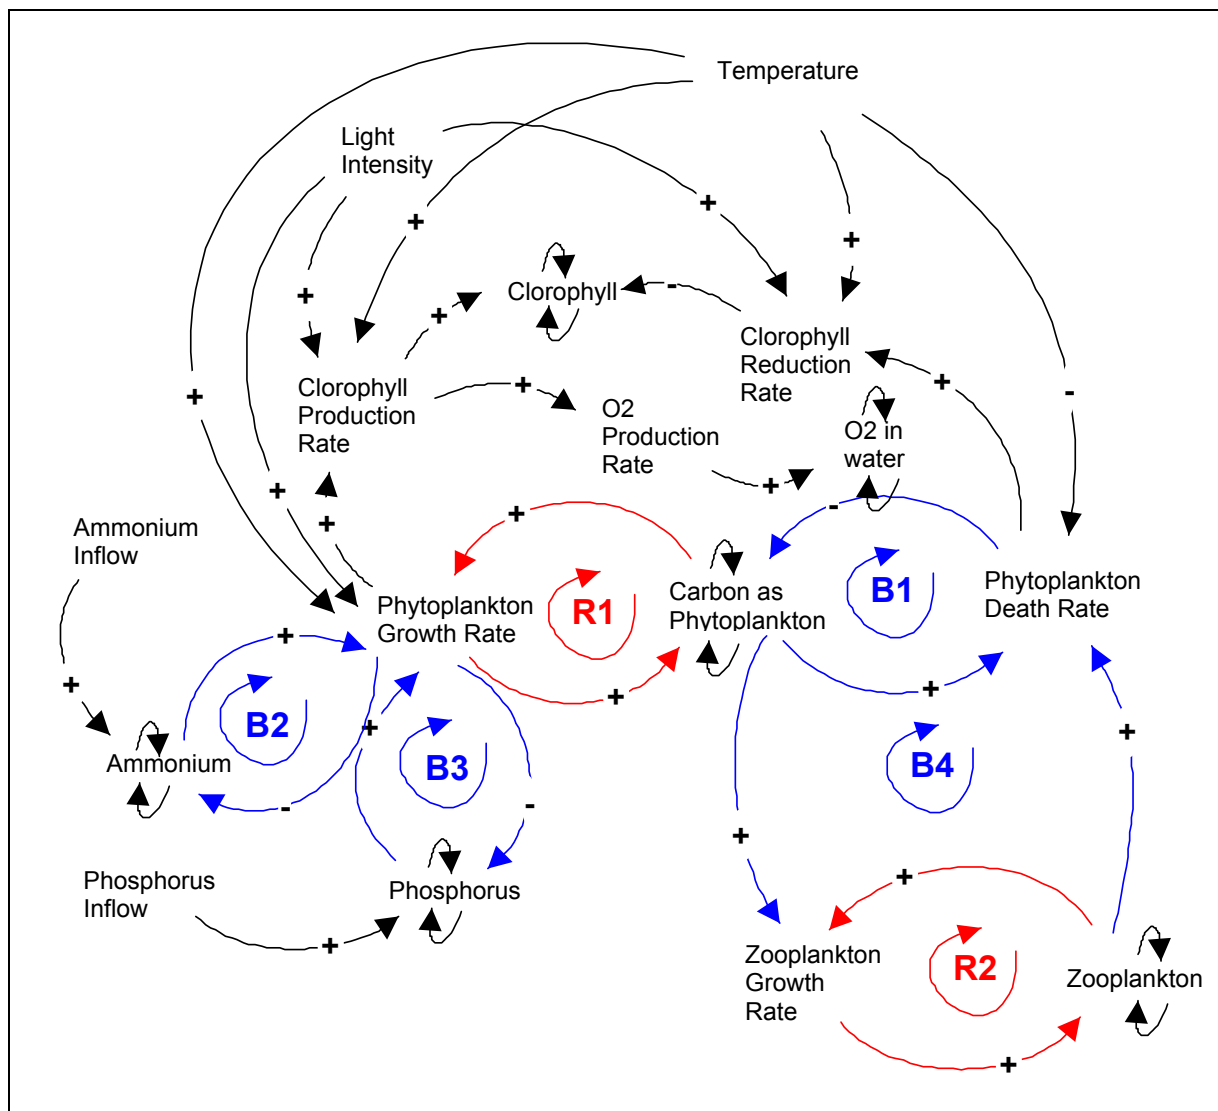 Temperature
Light
Intensity
+
+
+
+
Clorophyll
-
+
+
Clorophyll
Reduction
Rate
Clorophyll
Production
Rate
+
+
+
-
O2
Production
Rate
O2 in
water
+
+
+
+
-
Ammonium
Inflow
Phytoplankton
Growth Rate
R1
Carbon as
Phytoplankton
B1
Phytoplankton
Death Rate
+
+
+
+
B2
+
B3
B4
+
Ammonium
-
-
+
Phosphorus
Inflow
Phosphorus
+
+
Zooplankton
Growth
Rate
R2
Zooplankton
+